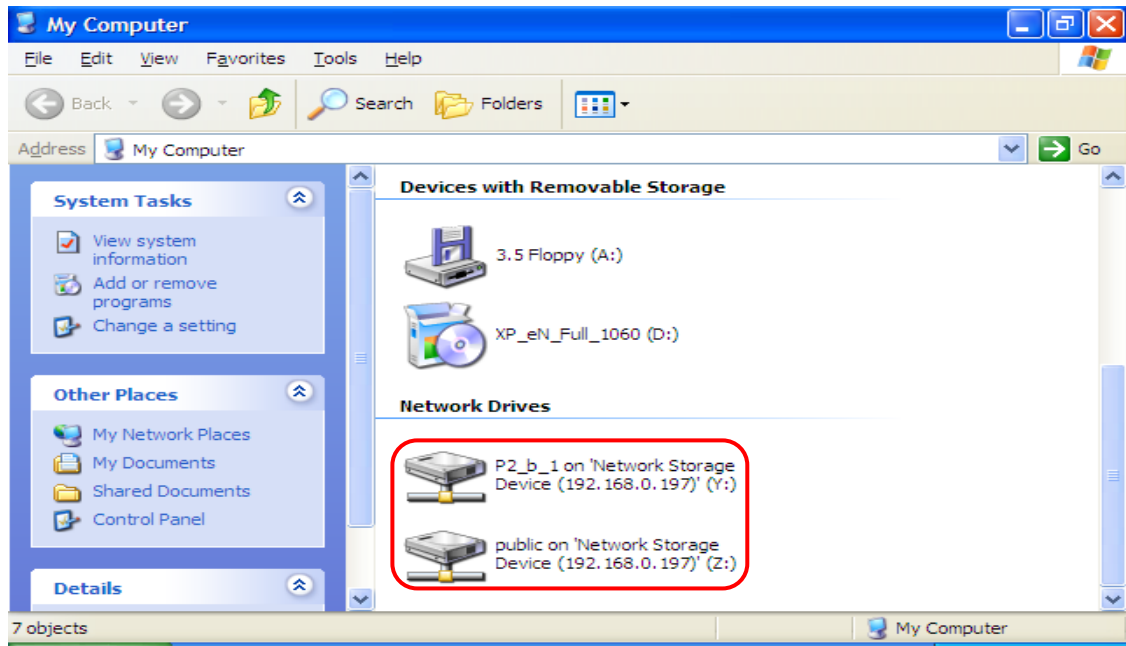 My Computer
File Edit View Favorites Tools Help
Back Search Folders
Address My Computer Go
System Tasks
View system
information
Add or remove
programs
Change a setting
Other Places
My Network Places
My Documents
Shared Documents
Control Panel
Details
Devices with Removable Storage
3.5 Floppy (A:)
XP_eN_Full_1060 (D:)
Network Drives
P2_b_1 on 'Network Storage
Device (192.168.0.197)' (Y:)
public on 'Network Storage
Device (192.168.0.197)' (Z:)
7 objects My Computer